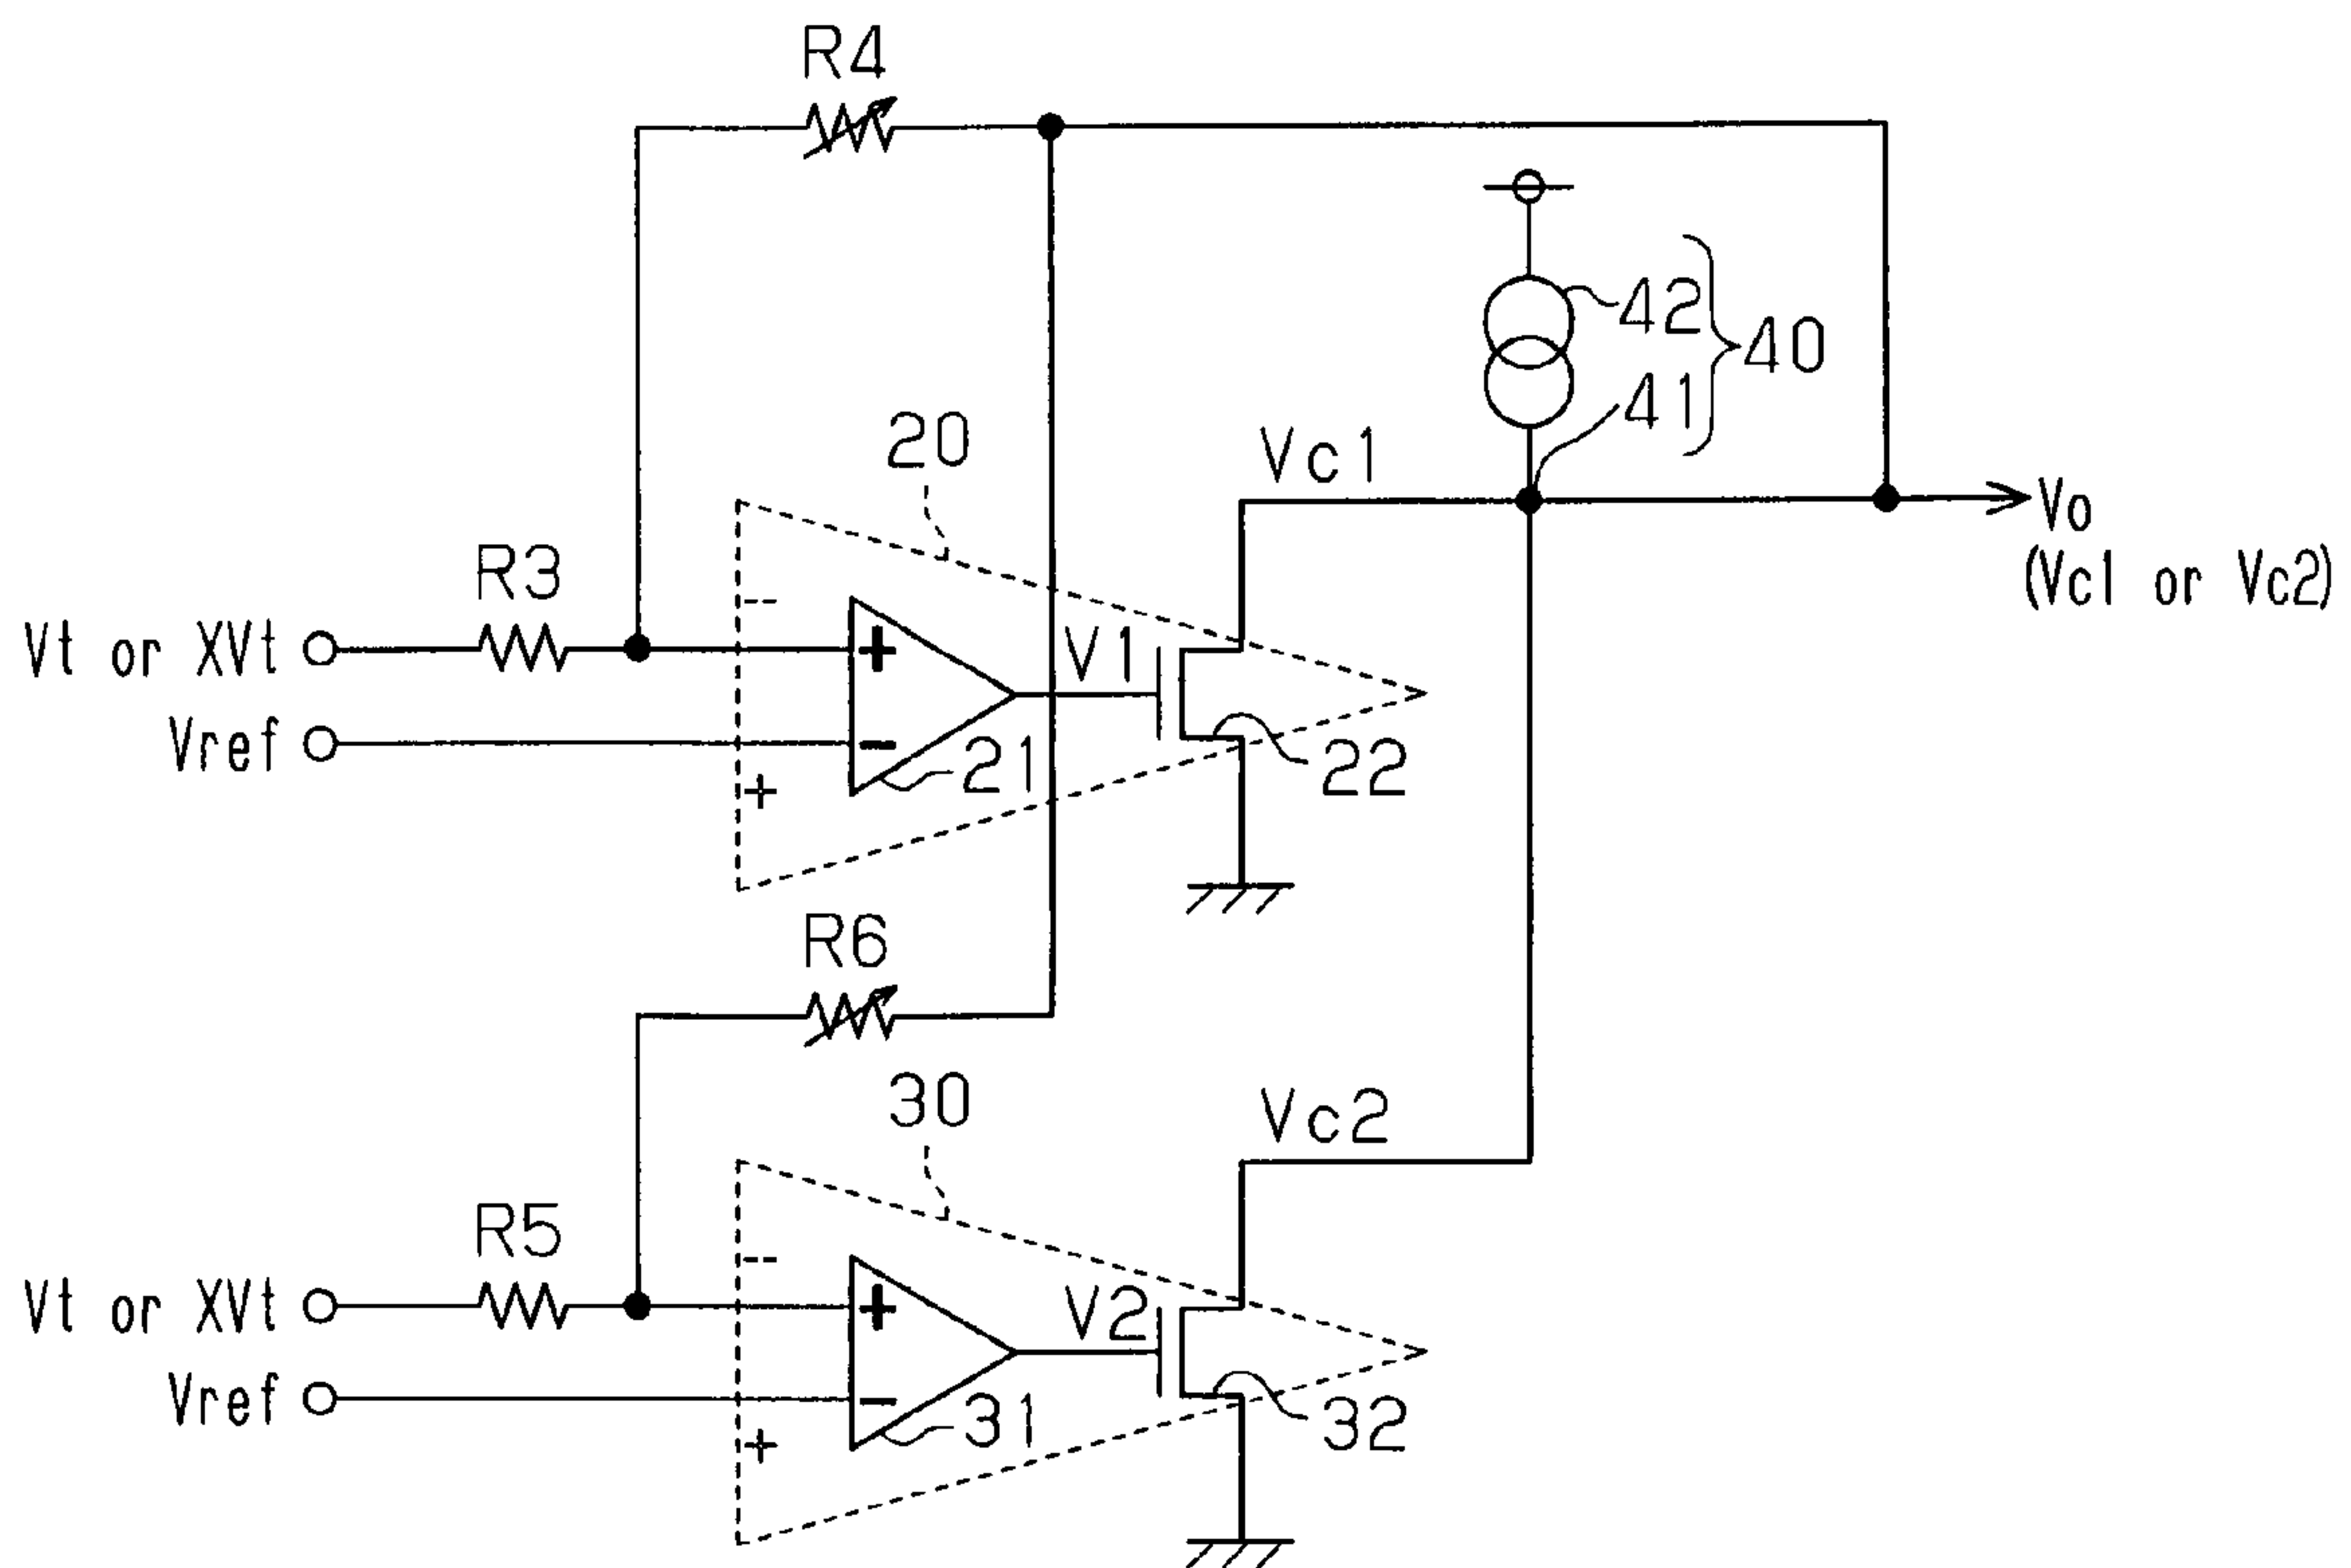 R4
42
40
41
20
Vc1
Vo
(Vc1 or Vc2)
R3
-
Vt or XVt
+
V1
Vref
-
21
22
+
R6
30
Vc2
R5
-
Vt or XVt
+
V2
Vref
-
31
32
+